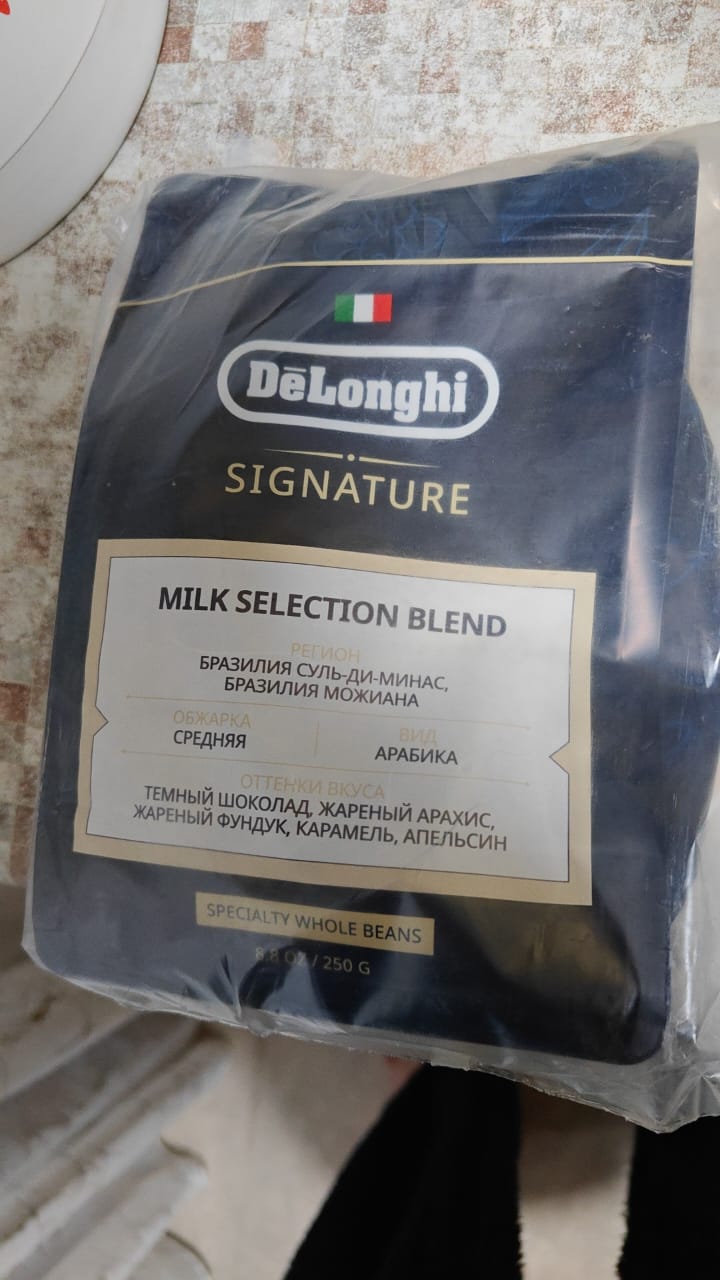 DēLonghi
SIGNATURE
MILK SELECTION BLEND
РЕГИОН
БРАЗИЛИЯ СУЛЬ-ДИ-МИНАС,
БРАЗИЛИЯ МОЖИАНА
ОБЖАРКА
СРЕДНЯЯ
ВИД
АРАБИКА
ОТТЕНКИ ВКУСА
ТЕМНЫЙ ШОКОЛАД, ЖАРЕНЫЙ АРАХИС,
ЖАРЕНЫЙ ФУНДУК, КАРАМЕЛЬ, АПЕЛЬСИН
SPECIALTY WHOLE BEANS
8.8 OZ / 250 G